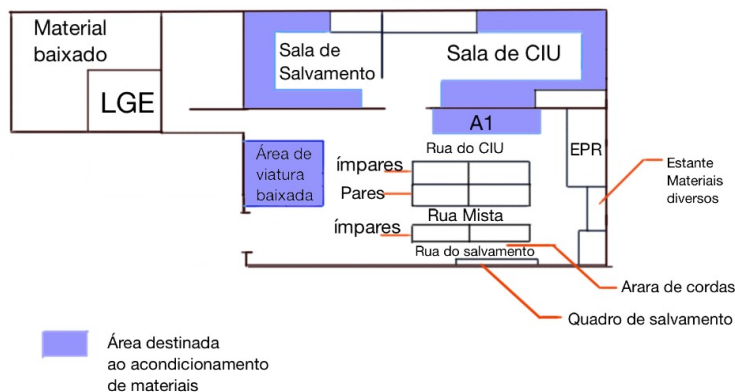 Material
baixado
LGE
Sala de
Salvamento
Sala de CIU
A1
Rua do CIU
EPR
Área de
viatura
baixada
ímpares
Pares
Rua Mista
ímpares
Rua do salvamento
Estante
Materiais
diversos
Arara de cordas
Quadro de salvamento
Área destinada
ao acondicionamento
de materiais